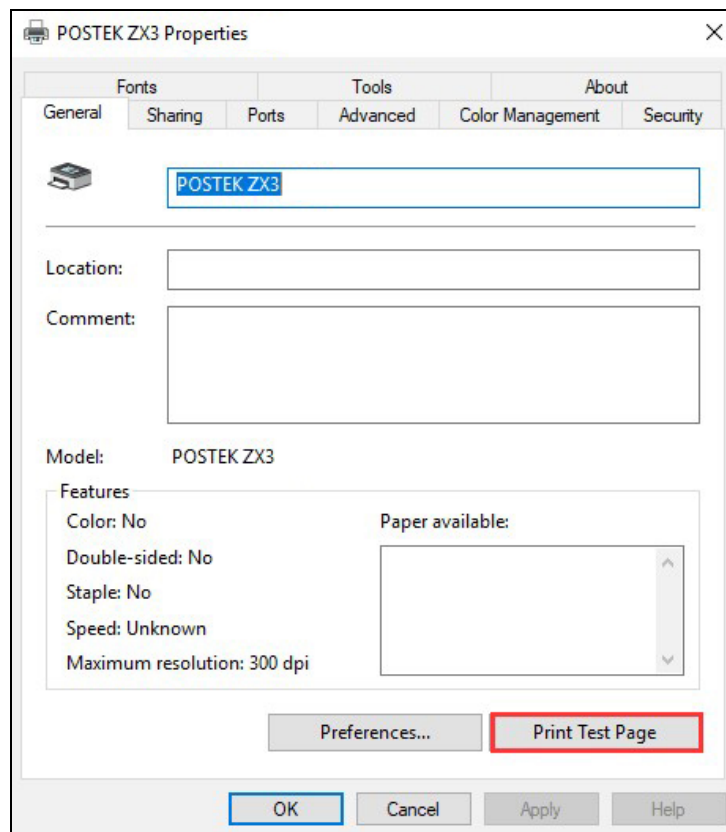 POSTEK ZX3 Properties
Fonts Tools About
General Sharing Ports Advanced Color Management Security
POSTEK ZX3
Location:
Comment:
Model: POSTEK ZX3
Features
Color: No Paper available:
Double-sided: No
Staple: No
Speed: Unknown
Maximum resolution: 300 dpi
Preferences... Print Test Page
OK Cancel Apply Help